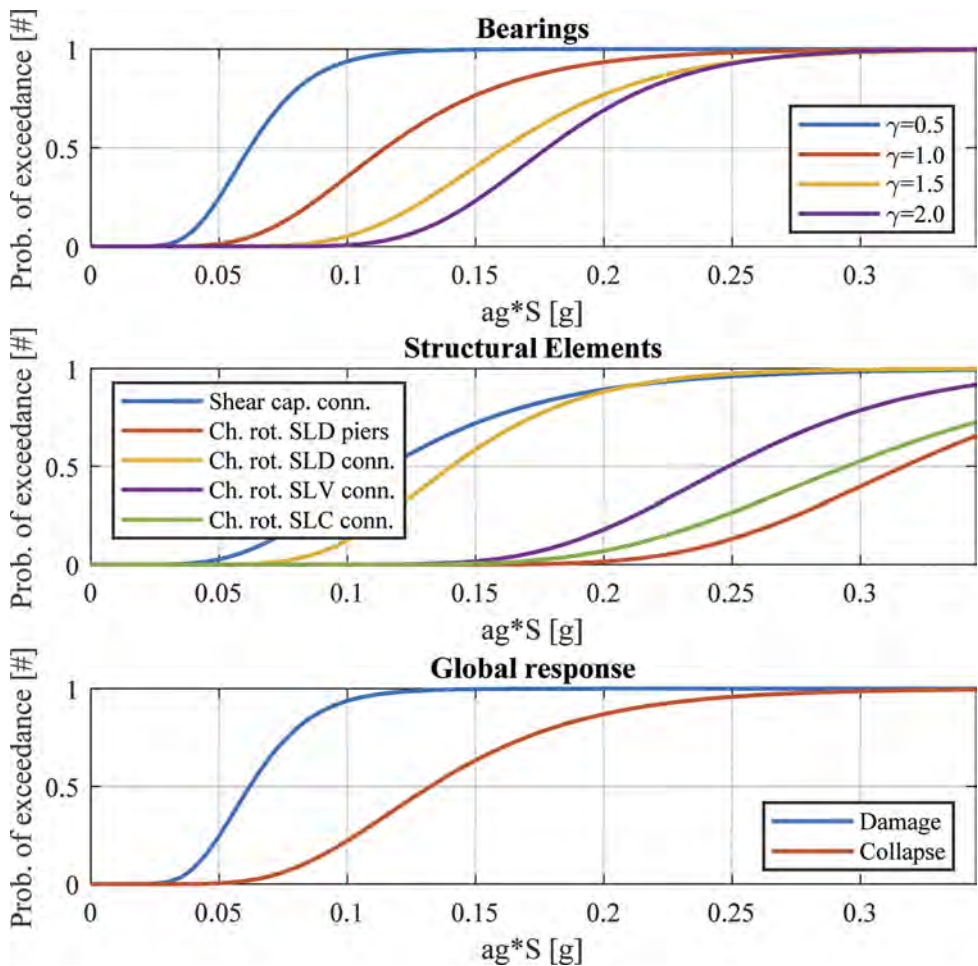 Bearings
Prob. of exceedance [#]
1
0.5
0
0
0.05
0.1
0.15
0.2
0.25
0.3
ag*S [g]
γ=0.5
γ=1.0
γ=1.5
γ=2.0
Structural Elements
Prob. of exceedance [#]
1
0.5
0
0
0.05
0.1
0.15
0.2
0.25
0.3
ag*S [g]
Shear cap. conn.
Ch. rot. SLD piers
Ch. rot. SLD conn.
Ch. rot. SLV conn.
Ch. rot. SLC conn.
Global response
Prob. of exceedance [#]
1
0.5
0
0
0.05
0.1
0.15
0.2
0.25
0.3
ag*S [g]
Damage
Collapse